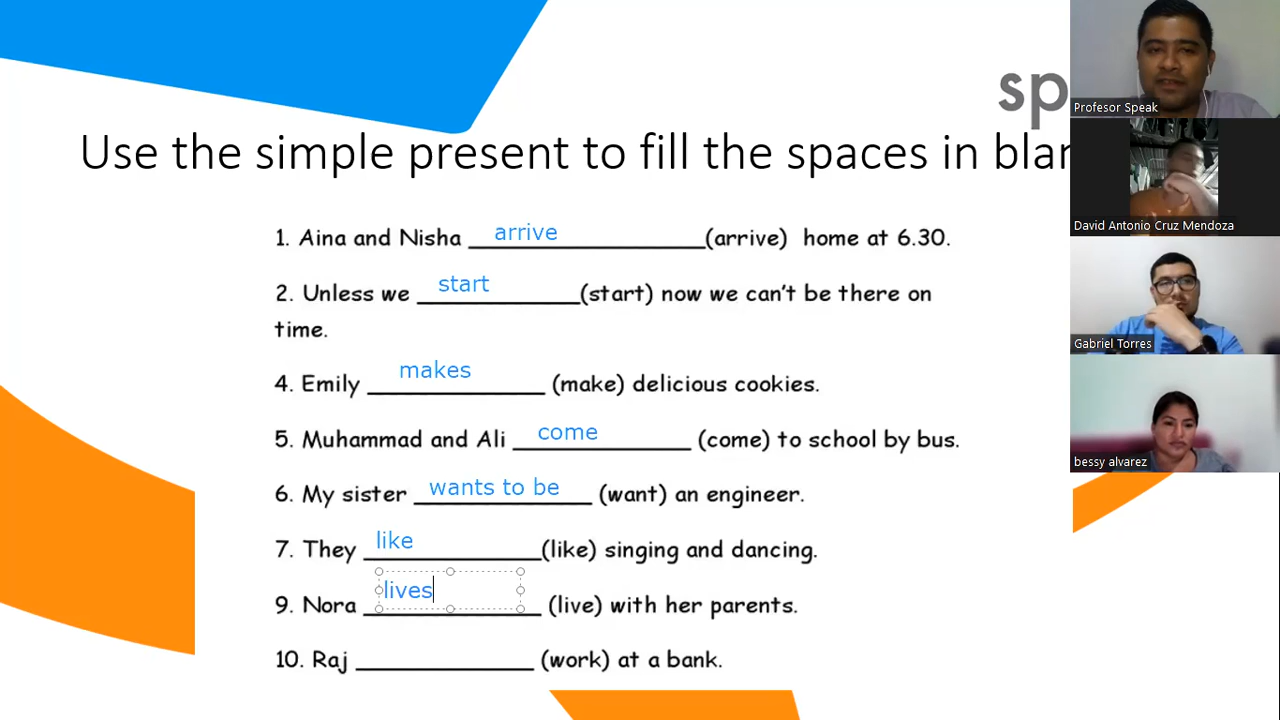 sp
Use the simple present to fill the spaces in blan
1. Aina and Nisha arrive (arrive) home at 6.30.
2. Unless we start (start) now we can't be there on
time.
4. Emily makes (make) delicious cookies.
5. Muhammad and Ali come (come) to school by bus.
6. My sister wants to be (want) an engineer.
7. They like (like) singing and dancing.
9. Nora lives (live) with her parents.
10. Raj (work) at a bank.
Profesor Speak
David Antonio Cruz Mendoza
Gabriel Torres
bessy alvarez